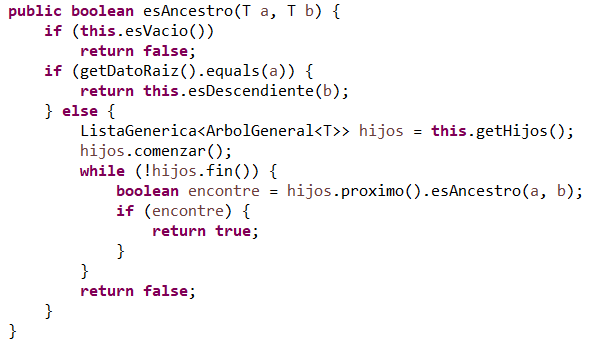 public boolean esAncestro(T a, T b) {
    if (this.esVacio())
        return false;
    if (getDatoRaiz().equals(a)) {
        return this.esDescendiente(b);
    } else {
        ListaGenerica<ArbolGeneral<T>> hijos = this.getHijos();
        hijos.comenzar();
        while (!hijos.fin()) {
            boolean encontre = hijos.proximo().esAncestro(a, b);
            if (encontre) {
                return true;
            }
        }
        return false;
    }
}